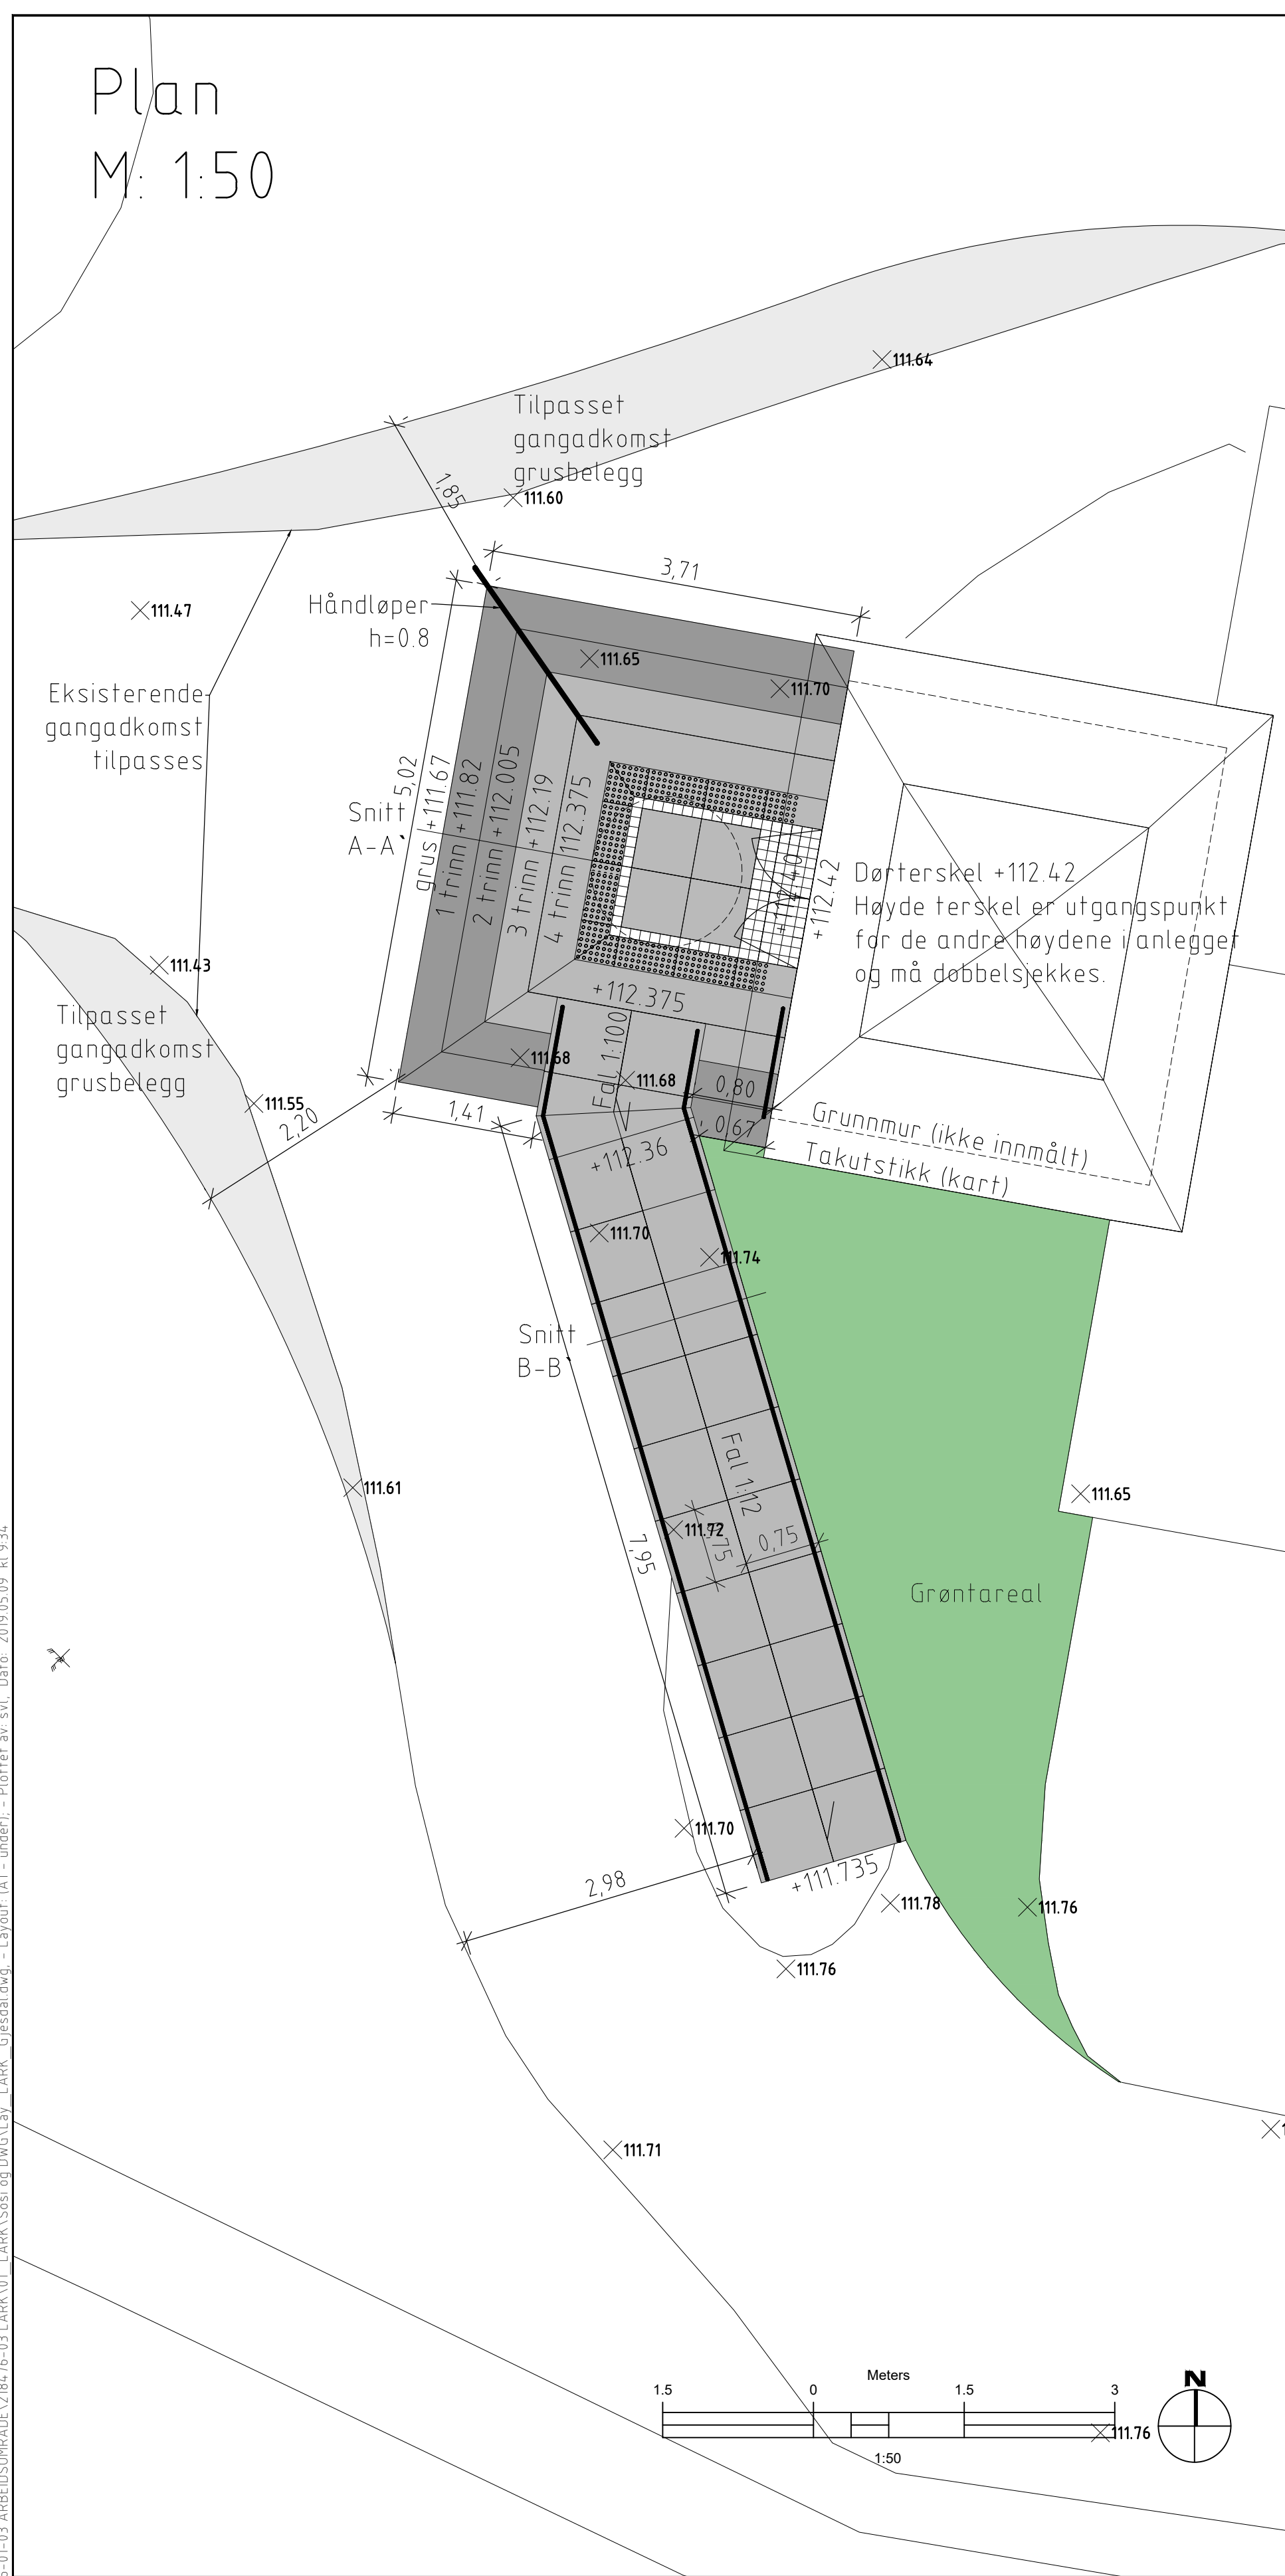 Plan
M: 1:50
111.64
Tilpasset
gangadkomst
grusbelegg
1,85
111.60
3,71
111.47
Håndløper
h=0.8
111.65
111.70
Eksisterende
gangadkomst
tilpasses
5,02
Snitt
A-A`
grus +111.67
1 trinn +111.82
2 trinn +112.005
3 trinn +112.19
4 trinn 112.375
+112.40
+112.42
Dørterskel +112.42
Høyde terskel er utgangspunkt
for de andre høydene i anlegget
og må dobbelsjekkes.
111.43
+112.375
Tilpasset
gangadkomst
grusbelegg
111.55
2,20
111.68
Fal 1:100
111.68
0,80
0,67
1,41
Grunnmur (ikke innmålt)
Takutstikk (kart)
+112.36
111.70
111.74
Snitt
B-B`
Fal 1:12
111.61
111.65
111.72
0,75
0,75
7,95
Grøntareal
111.70
+111.735
2,98
111.78
111.76
111.76
111.71
Meters
1.5 0 1.5 3
N
111.76
1:50